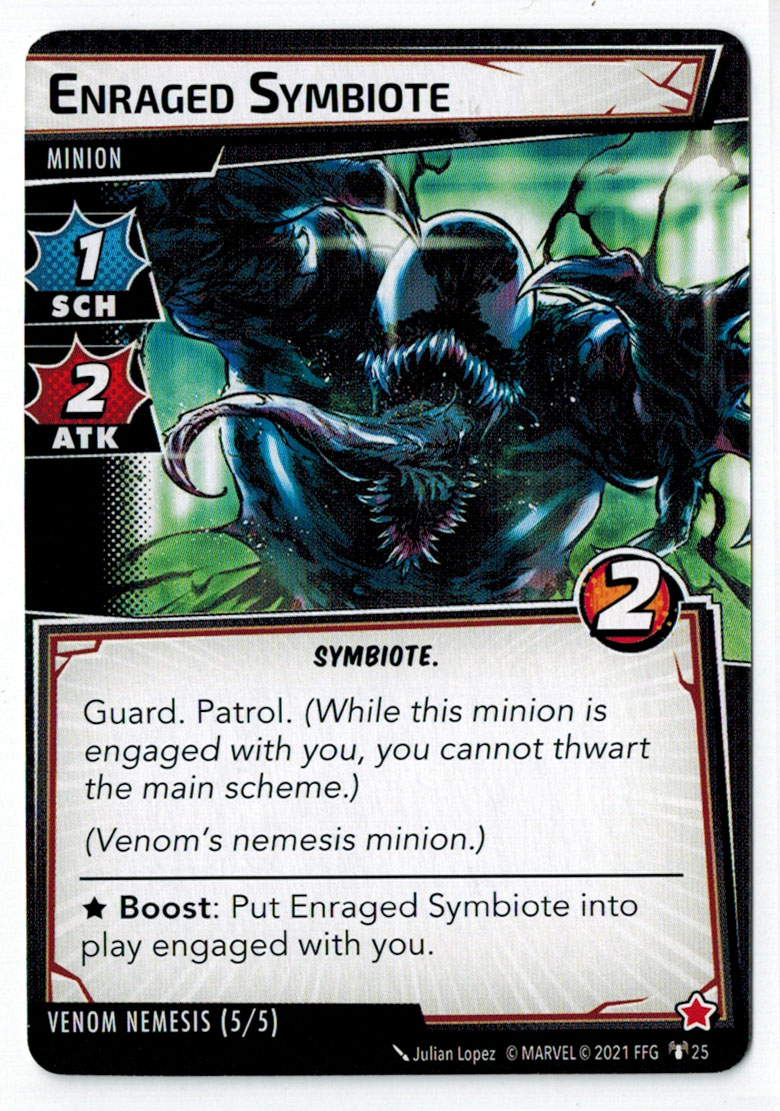 Enraged Symbiote
MINION
1
SCH
2
ATK
2
SYMBIOTE.
Guard. Patrol. (While this minion is
engaged with you, you cannot thwart
the main scheme.)
(Venom's nemesis minion.)
★ Boost: Put Enraged Symbiote into
play engaged with you.
VENOM NEMESIS (5/5)
Julian Lopez © MARVEL © 2021 FFG 25